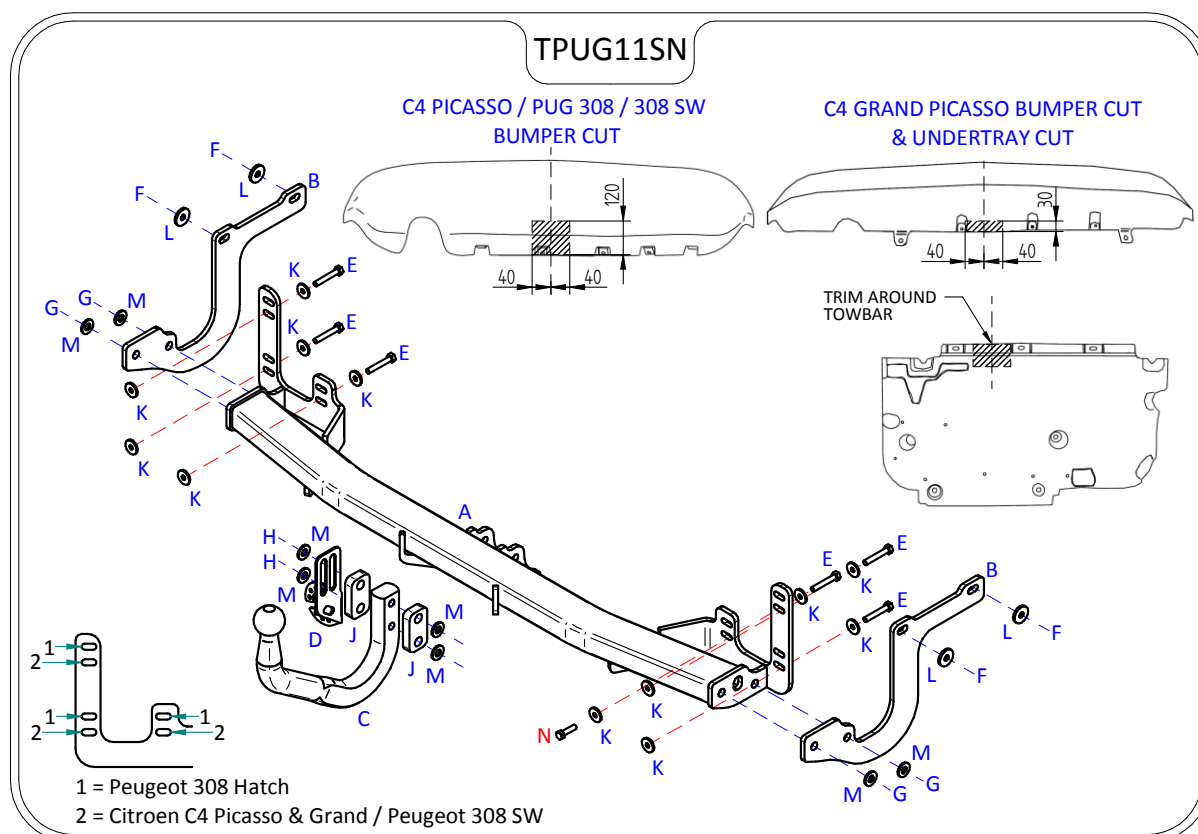 TPUG11SN
C4 PICASSO / PUG 308 / 308 SW
BUMPER CUT
C4 GRAND PICASSO BUMPER CUT
& UNDERTRAY CUT
F
L
B
F
L
120
40
40
30
40
40
TRIM AROUND
TOWBAR
G
G
M
M
K
E
K
E
E
K
K
K
K
A
H
M
H
M
D
J
C
J
M
M
E
E
K
K
E
K
B
L
F
L
F
K
K
K
N
M
G
M
G
1
2
1
2
1
2
1 = Peugeot 308 Hatch
2 = Citroen C4 Picasso & Grand / Peugeot 308 SW